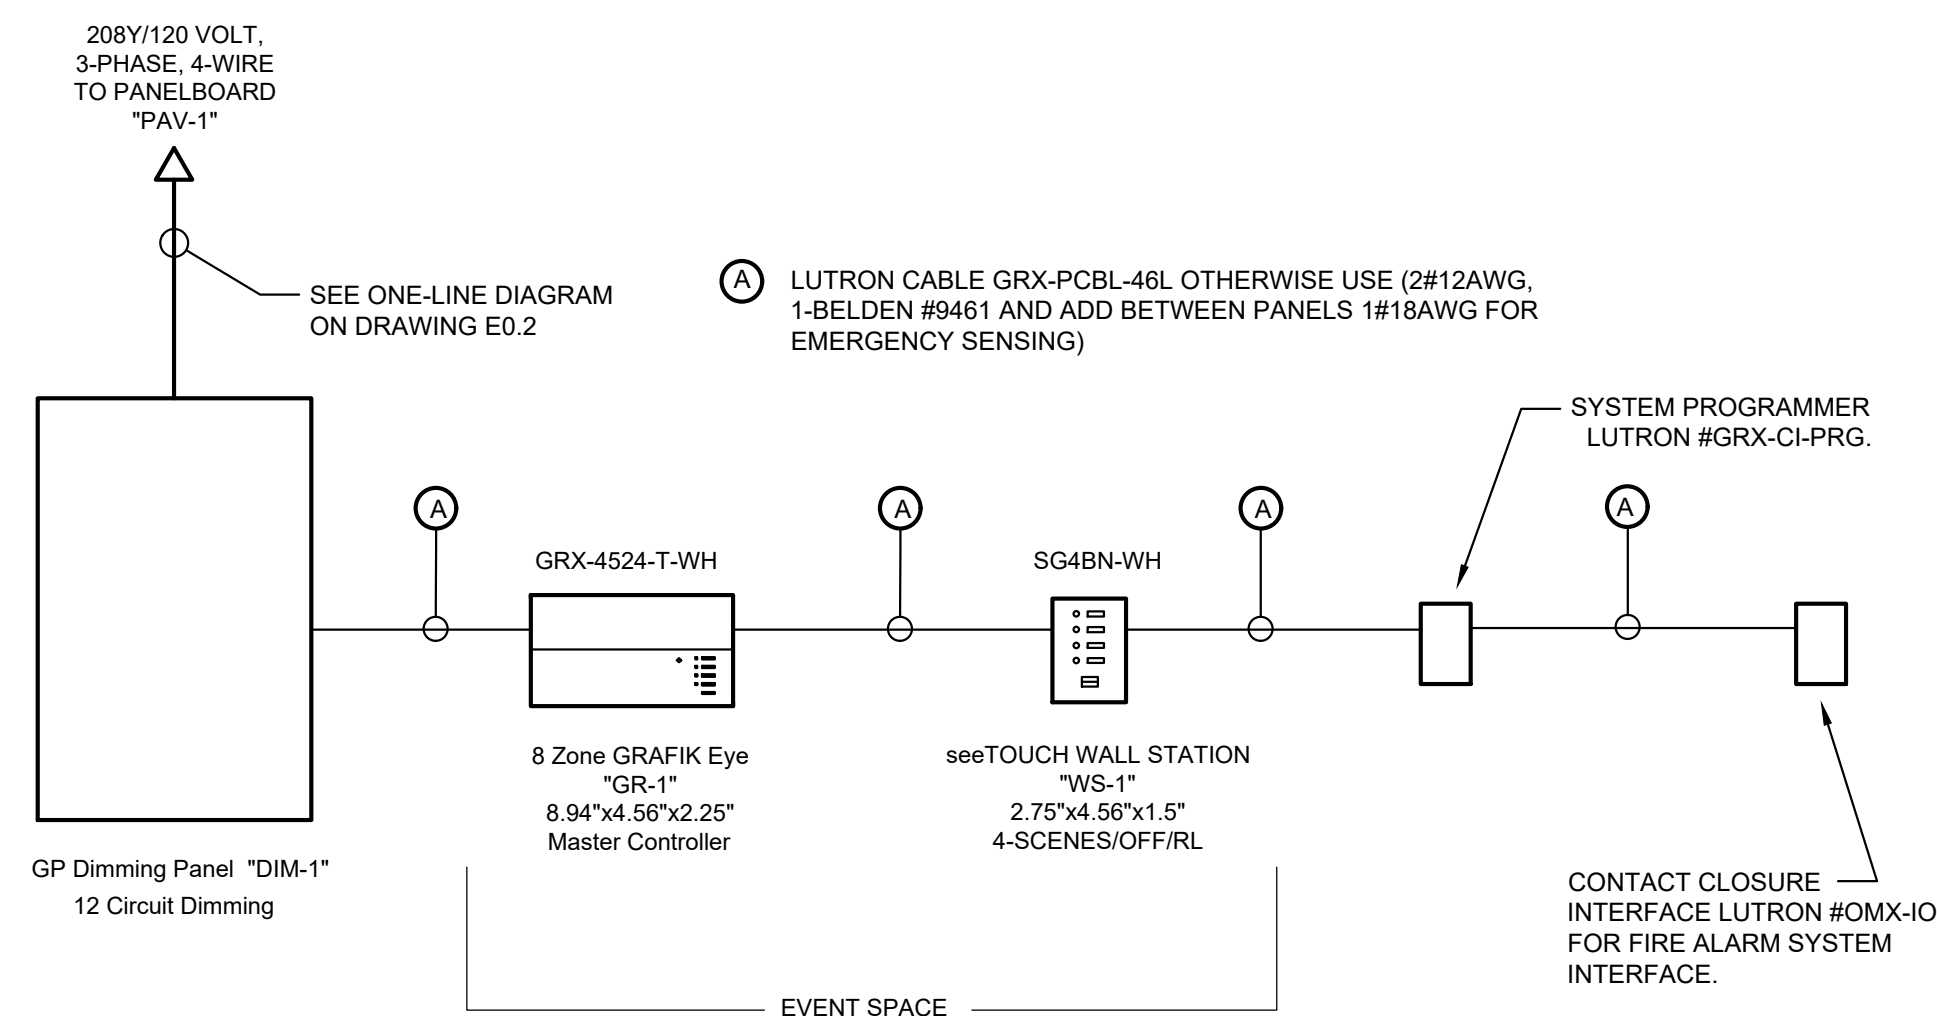 208Y/120 VOLT,
3-PHASE, 4-WIRE
TO PANELBOARD
"PAV-1"
SEE ONE-LINE DIAGRAM
ON DRAWING E0.2
A
LUTRON CABLE GRX-PCBL-46L OTHERWISE USE (2#12AWG,
1-BELDEN #9461 AND ADD BETWEEN PANELS 1#18AWG FOR
EMERGENCY SENSING)
SYSTEM PROGRAMMER
LUTRON #GRX-CI-PRG.
A
A
A
A
GRX-4524-T-WH
SG4BN-WH
8 Zone GRAFIK Eye
"GR-1"
8.94"x4.56"x2.25"
Master Controller
seeTOUCH WALL STATION
"WS-1"
2.75"x4.56"x1.5"
4-SCENES/OFF/RL
GP Dimming Panel "DIM-1"
12 Circuit Dimming
CONTACT CLOSURE
INTERFACE LUTRON #OMX-IO
FOR FIRE ALARM SYSTEM
INTERFACE.
EVENT SPACE